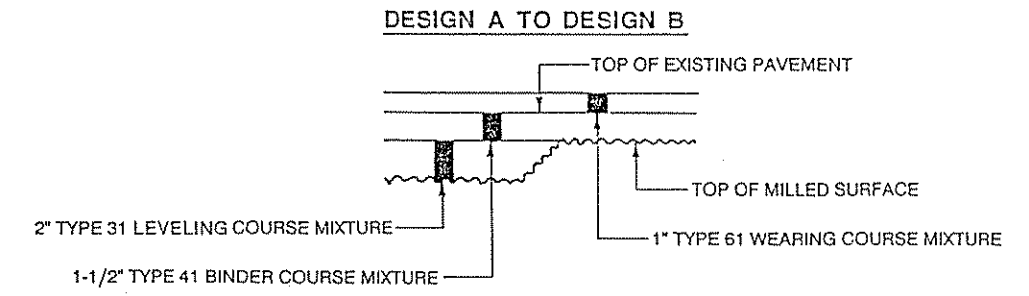 DESIGN A TO DESIGN B
TOP OF EXISTING PAVEMENT
TOP OF MILLED SURFACE
2" TYPE 31 LEVELING COURSE MIXTURE
1" TYPE 61 WEARING COURSE MIXTURE
1-1/2" TYPE 41 BINDER COURSE MIXTURE